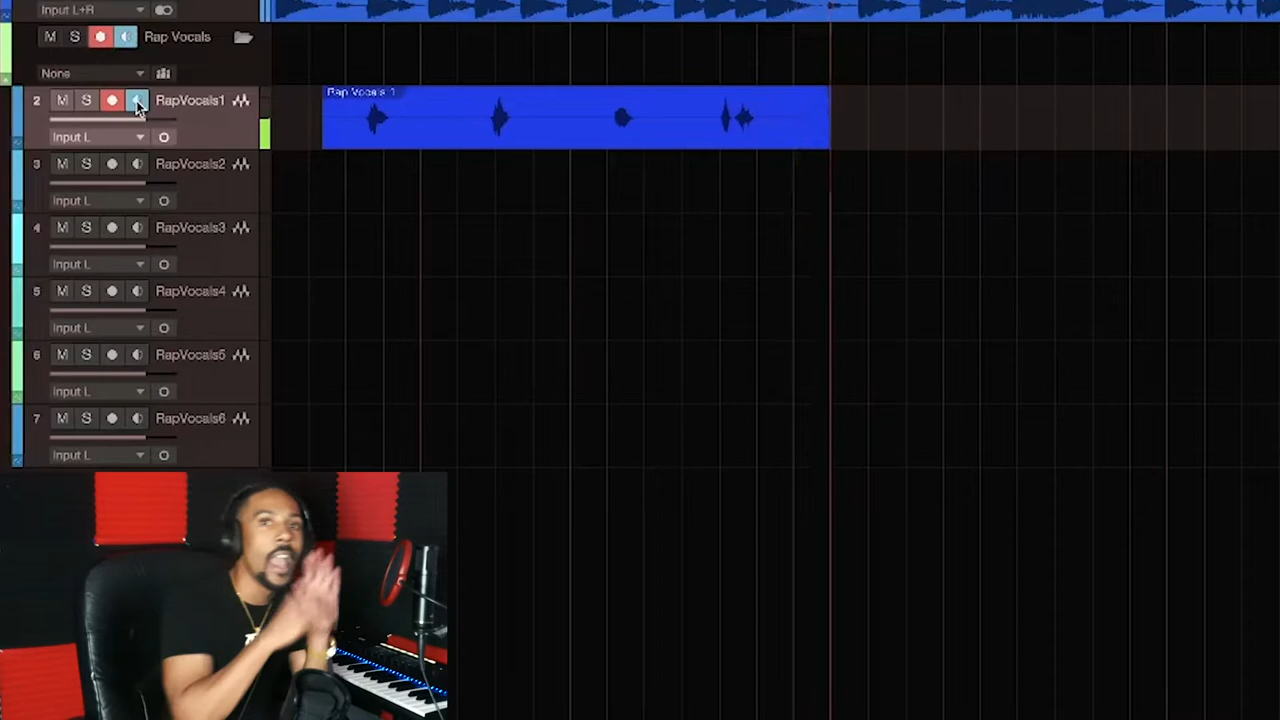 Input L+R
M S Rap Vocals
None
Rap Vocals 1
2 M S RapVocals1
Input L
3 M S RapVocals2
Input L
4 M S RapVocals3
Input L
5 M S RapVocals4
Input L
6 M S RapVocals5
Input L
7 M S RapVocals6
Input L